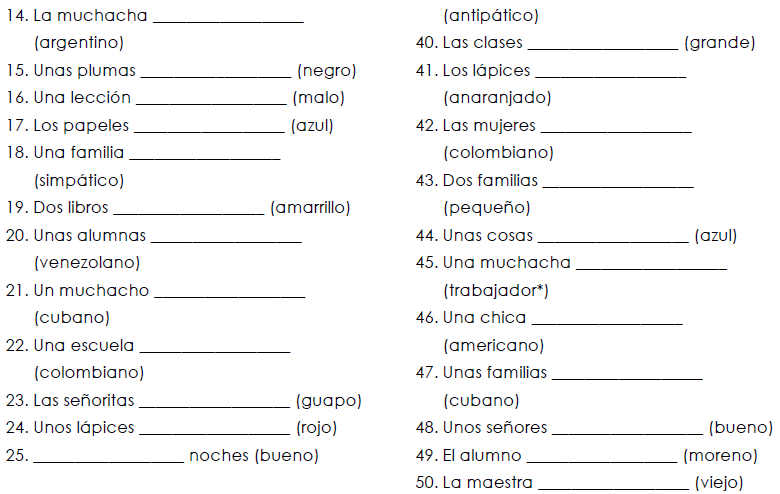 14. La muchacha __________________
(argentino)
15. Unas plumas __________________ (negro)
16. Una lección __________________ (malo)
17. Los papeles __________________ (azul)
18. Una familia __________________
(simpático)
19. Dos libros __________________ (amarrillo)
20. Unas alumnas __________________
(venezolano)
21. Un muchacho __________________
(cubano)
22. Una escuela __________________
(colombiano)
23. Las señoritas __________________ (guapo)
24. Unos lápices __________________ (rojo)
25. __________________ noches (bueno)
(antipático)
40. Las clases __________________ (grande)
41. Los lápices __________________
(anaranjado)
42. Las mujeres __________________
(colombiano)
43. Dos familias __________________
(pequeño)
44. Unas cosas __________________ (azul)
45. Una muchacha __________________
(trabajador*)
46. Una chica __________________
(americano)
47. Unas familias __________________
(cubano)
48. Unos señores __________________ (bueno)
49. El alumno __________________ (moreno)
50. La maestra __________________ (viejo)